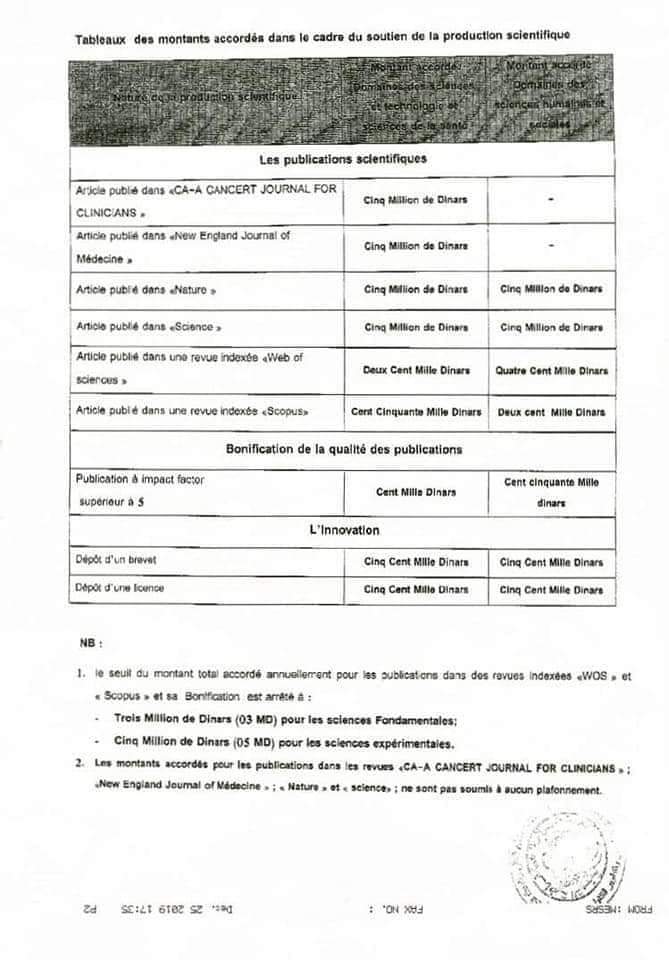 Tableaux des montants accordés dans le cadre du soutien de la production scientifique
Nature de la production scientifique
Montant accordé
Domaines des sciences
et technologie et
sciences de la santé
Montant accordé
Domaines des
sciences humaines et
sociales
Les publications scientifiques
Article publié dans «CA-A CANCERT JOURNAL FOR
CLINICIANS »
Cinq Million de Dinars
-
Article publié dans «New England Journal of
Médecine »
Cinq Million de Dinars
-
Article publié dans «Nature »
Cinq Million de Dinars
Cinq Million de Dinars
Article publié dans «Science »
Cinq Million de Dinars
Cinq Million de Dinars
Article publié dans une revue indexée «Web of
sciences »
Deux Cent Mille Dinars
Quatre Cent Mille Dinars
Article publié dans une revue indexée «Scopus»
Cent Cinquante Mille Dinars
Deux cent Mille Dinars
Bonification de la qualité des publications
Publication à impact factor
supérieur à 5
Cent Mille Dinars
Cent cinquante Mille
dinars
L'Innovation
Dépôt d'un brevet
Cinq Cent Mille Dinars
Cinq Cent Mille Dinars
Dépôt d'une licence
Cinq Cent Mille Dinars
Cinq Cent Mille Dinars
NB :
1. le seuil du montant total accordé annuellement pour les publications dans des revues indexées «WOS » et
« Scopus » et sa Bonification est arrêté à :
- Trois Million de Dinars (03 MD) pour les sciences Fondamentales;
- Cinq Million de Dinars (05 MD) pour les sciences expérimentales.
2. Les montants accordés pour les publications dans les revues «CA-A CANCERT JOURNAL FOR CLINICIANS » ;
«New England Journal of Médecine » ; « Nature » et « science» ; ne sont pas soumis à aucun plafonnement.
FROM :MESRS FAX NO. : Dec. 25 2019 17:35 P2